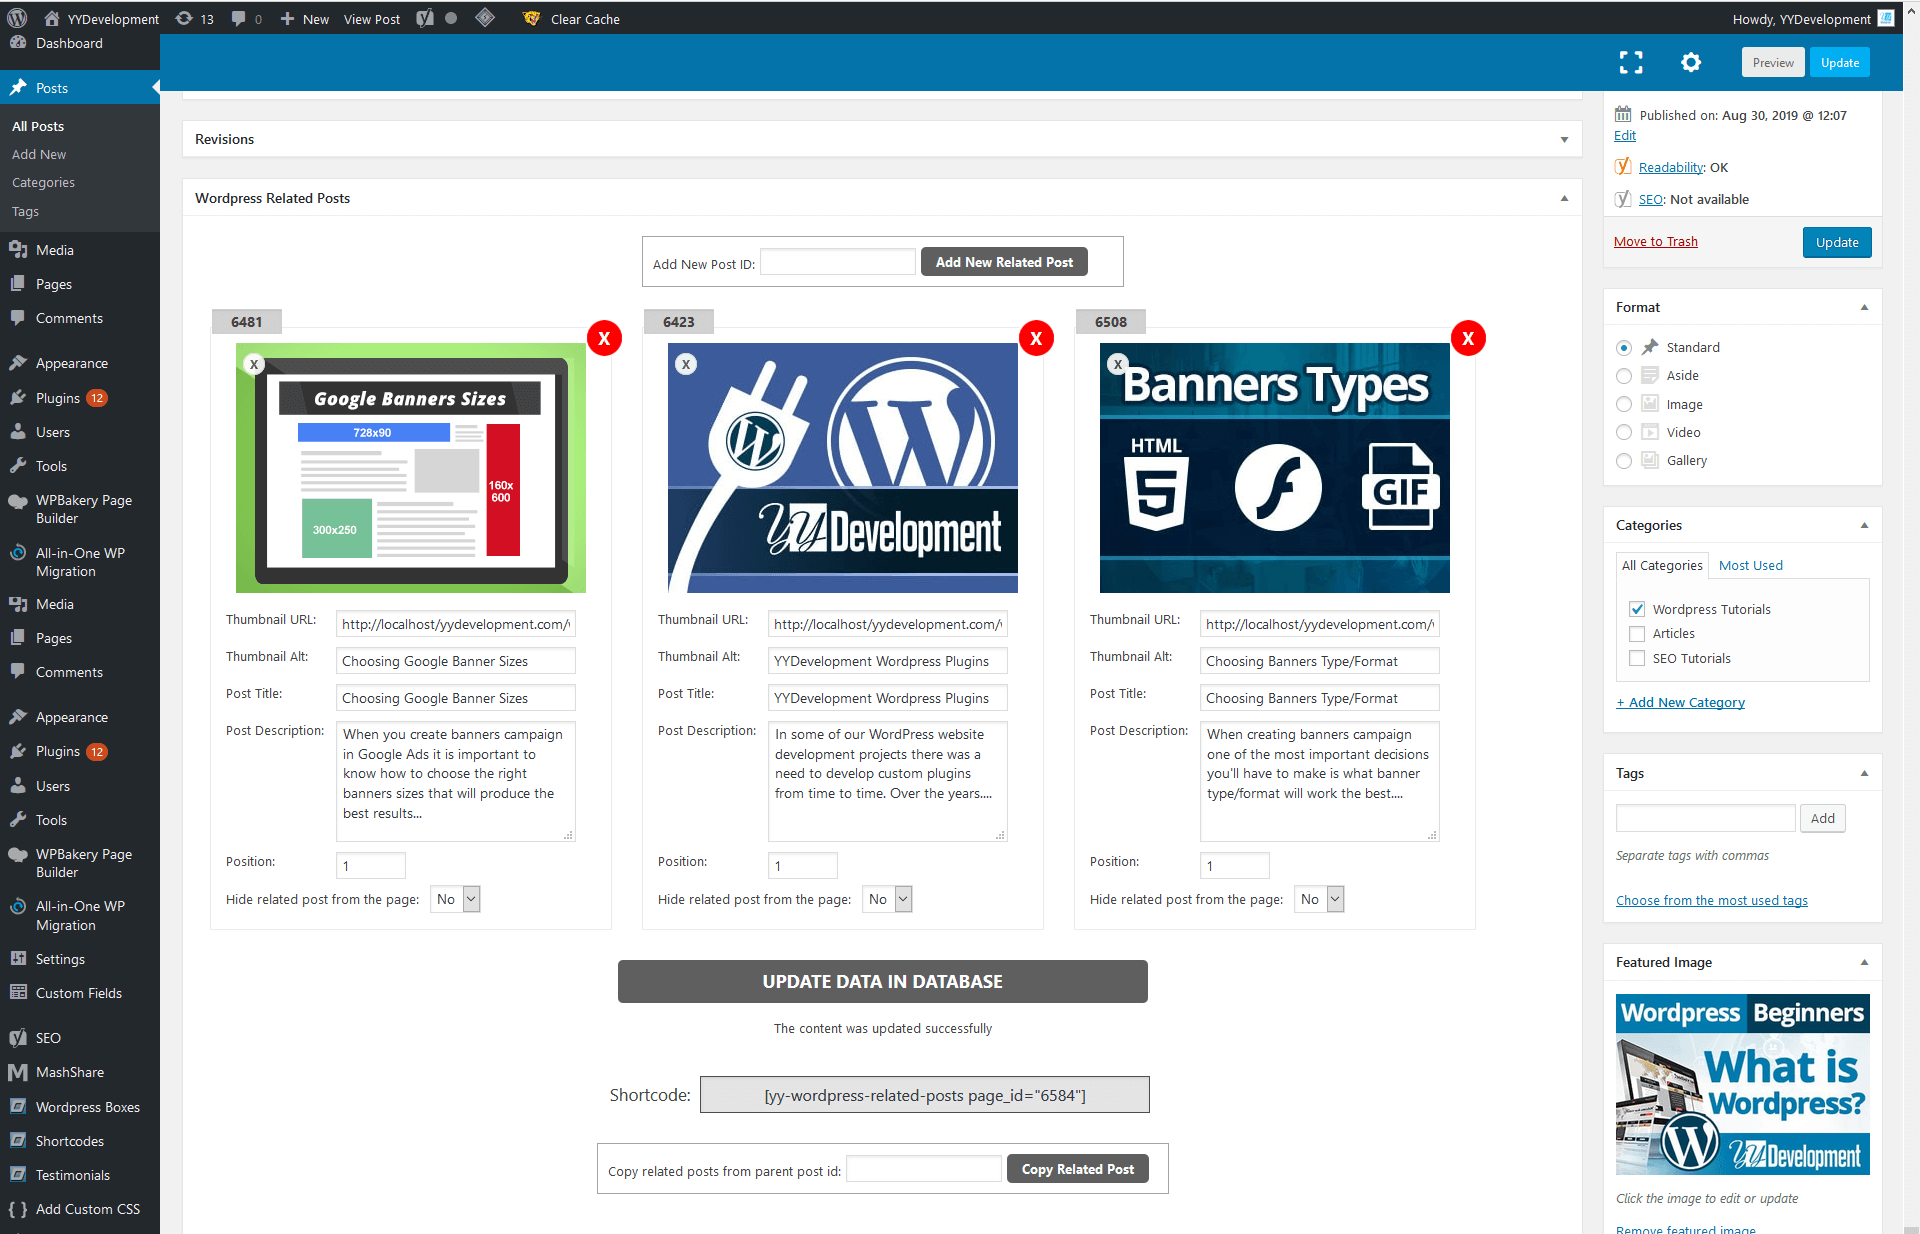 YYDevelopment
13
0
New
View Post
Clear Cache
Howdy, YYDevelopment
Dashboard
Preview
Update
Posts
All Posts
Add New
Categories
Tags
Media
Pages
Comments
Appearance
Plugins 12
Users
Tools
WPBakery Page
Builder
All-in-One WP
Migration
Media
Pages
Comments
Appearance
Plugins 12
Users
Tools
WPBakery Page
Builder
All-in-One WP
Migration
Settings
Custom Fields
SEO
MashShare
Wordpress Boxes
Shortcodes
Testimonials
Add Custom CSS
Revisions
Wordpress Related Posts
Add New Post ID:
Add New Related Post
6481
X
X
Google Banners Sizes
728x90
160x
600
300x250
Thumbnail URL:
http://localhost/yydevelopment.com/
Thumbnail Alt:
Choosing Google Banner Sizes
Post Title:
Choosing Google Banner Sizes
Post Description:
When you create banners campaign
in Google Ads it is important to
know how to choose the right
banners sizes that will produce the
best results...
Position:
1
Hide related post from the page:
No
6423
X
X
YYDevelopment
Thumbnail URL:
http://localhost/yydevelopment.com/
Thumbnail Alt:
YYDevelopment Wordpress Plugins
Post Title:
YYDevelopment Wordpress Plugins
Post Description:
In some of our WordPress website
development projects there was a
need to develop custom plugins
from time to time. Over the years....
Position:
1
Hide related post from the page:
No
6508
X
X
Banners Types
HTML
5
GIF
Thumbnail URL:
http://localhost/yydevelopment.com/
Thumbnail Alt:
Choosing Banners Type/Format
Post Title:
Choosing Banners Type/Format
Post Description:
When creating banners campaign
one of the most important decisions
you'll have to make is what banner
type/format will work the best....
Position:
1
Hide related post from the page:
No
UPDATE DATA IN DATABASE
The content was updated successfully
Shortcode:
[yy-wordpress-related-posts page_id="6584"]
Copy related posts from parent post id:
Copy Related Post
Published on: Aug 30, 2019 @ 12:07
Edit
Readability: OK
SEO: Not available
Move to Trash
Update
Format
Standard
Aside
Image
Video
Gallery
Categories
All Categories
Most Used
Wordpress Tutorials
Articles
SEO Tutorials
+ Add New Category
Tags
Add
Separate tags with commas
Choose from the most used tags
Featured Image
Wordpress Beginners
What is
Wordpress?
YYDevelopment
Click the image to edit or update
Remove featured image